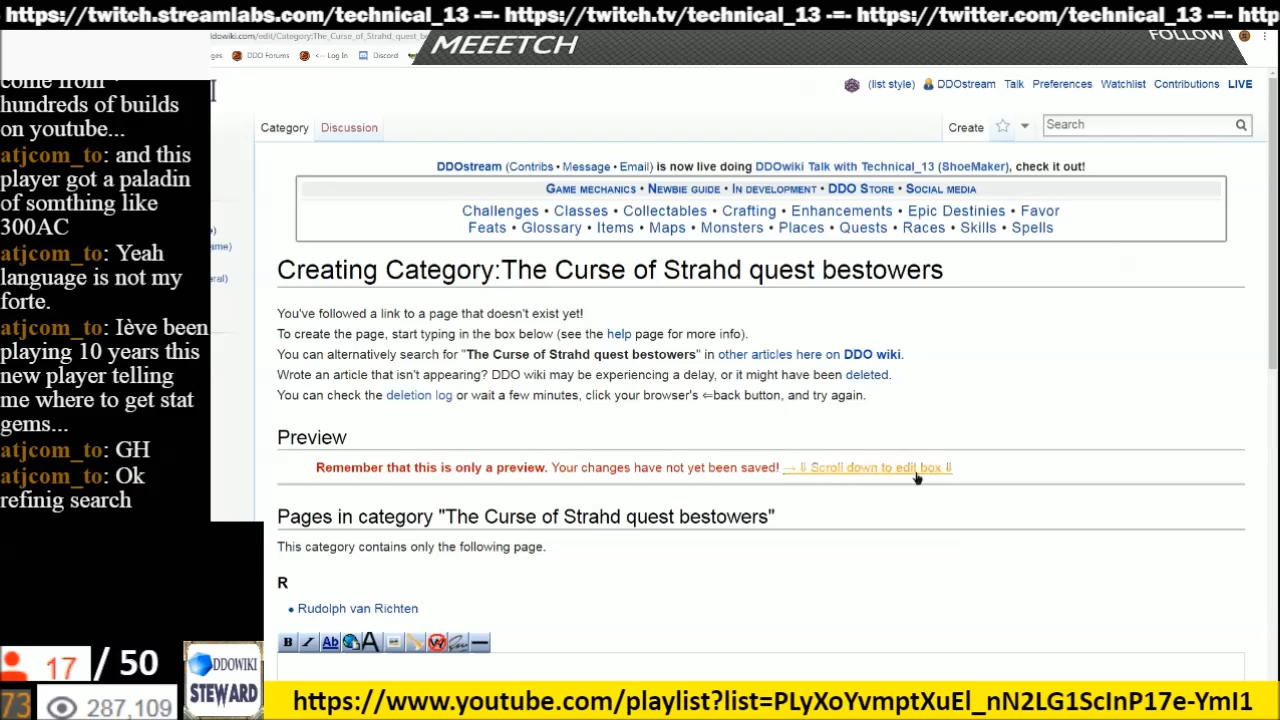 https://twitch.streamlabs.com/technical_13 -=- https://twitch.tv/technical_13 -=- https://twitter.com/technical_13 -=- http
dowiki.com/edit/Category:The_Curse_of_Strahd_quest_b
MEEETCH
FOLLOW
ges DDO Forums <-- Log In Discord
come from
hundreds of builds
on youtube...
atjcom_to: and this
player got a paladin
of somthing like
300AC
atjcom_to: Yeah
language is not my
forte.
atjcom_to: Iève been
playing 10 years this
new player telling
me where to get stat
gems...
atjcom_to: GH
atjcom_to: Ok
refinig search
(list style) DDOstream Talk Preferences Watchlist Contributions LIVE
Category Discussion Create Search
DDOstream (Contribs • Message • Email) is now live doing DDOwiki Talk with Technical_13 (ShoeMaker), check it out!
Game mechanics • Newbie guide • In development • DDO Store • Social media
Challenges • Classes • Collectables • Crafting • Enhancements • Epic Destinies • Favor
Feats • Glossary • Items • Maps • Monsters • Places • Quests • Races • Skills • Spells
Creating Category:The Curse of Strahd quest bestowers
You've followed a link to a page that doesn't exist yet!
To create the page, start typing in the box below (see the help page for more info).
You can alternatively search for "The Curse of Strahd quest bestowers" in other articles here on DDO wiki.
Wrote an article that isn't appearing? DDO wiki may be experiencing a delay, or it might have been deleted.
You can check the deletion log or wait a few minutes, click your browser's ⇐back button, and try again.
Preview
Remember that this is only a preview. Your changes have not yet been saved! → ⇓ Scroll down to edit box ⇓
Pages in category "The Curse of Strahd quest bestowers"
This category contains only the following page.
R
• Rudolph van Richten
B I Ab A W
17 / 50
73 287,109
DDOWIKI
STEWARD
https://www.youtube.com/playlist?list=PLyXoYvmptXuEl_nN2LG1ScInP17e-YmI1